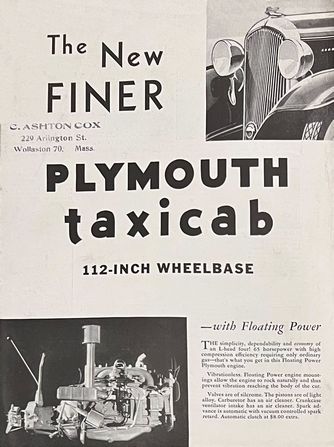 The New
FINER
C. ASHTON COX
229 Arlington St.
Wollaston 70, Mass.
PLYMOUTH
taxicab
112-INCH WHEELBASE
—with Floating Power
THE simplicity, dependability and economy of
an L-head four! 65 horsepower with high
compression efficiency requiring only ordinary
gas—that's what you get in this Floating Power
Plymouth engine.
Vibrationless. Floating Power engine mount-
ings allow the engine to rock naturally and thus
prevent vibration reaching the body of the car.
Valves are of silcrome. The pistons are of light
alloy. Carburetor has an air cleaner. Crankcase
ventilator intake has an air cleaner. Spark ad-
vance is automatic with vacuum controlled spark
retard. Automatic clutch at $8.00 extra.